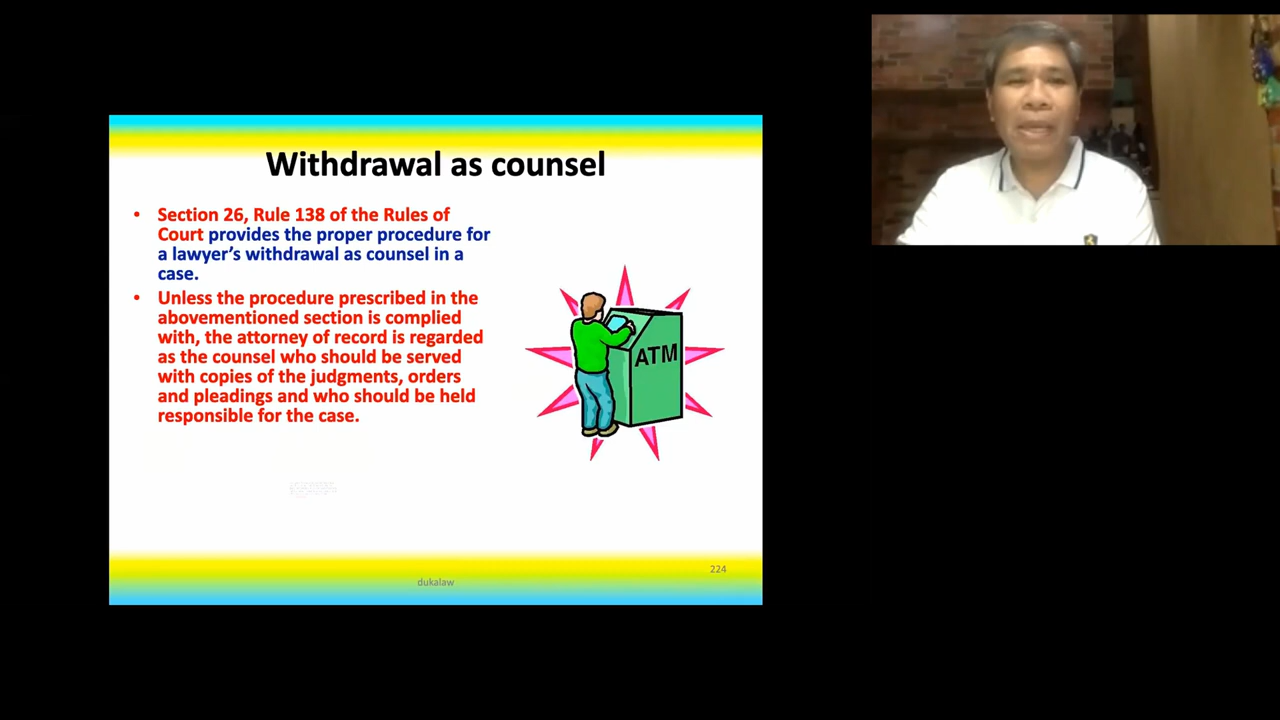 Withdrawal as counsel
• Section 26, Rule 138 of the Rules of
Court provides the proper procedure for
a lawyer’s withdrawal as counsel in a
case.
• Unless the procedure prescribed in the
abovementioned section is complied
with, the attorney of record is regarded
as the counsel who should be served
with copies of the judgments, orders
and pleadings and who should be held
responsible for the case.
ATM
224
dukalaw